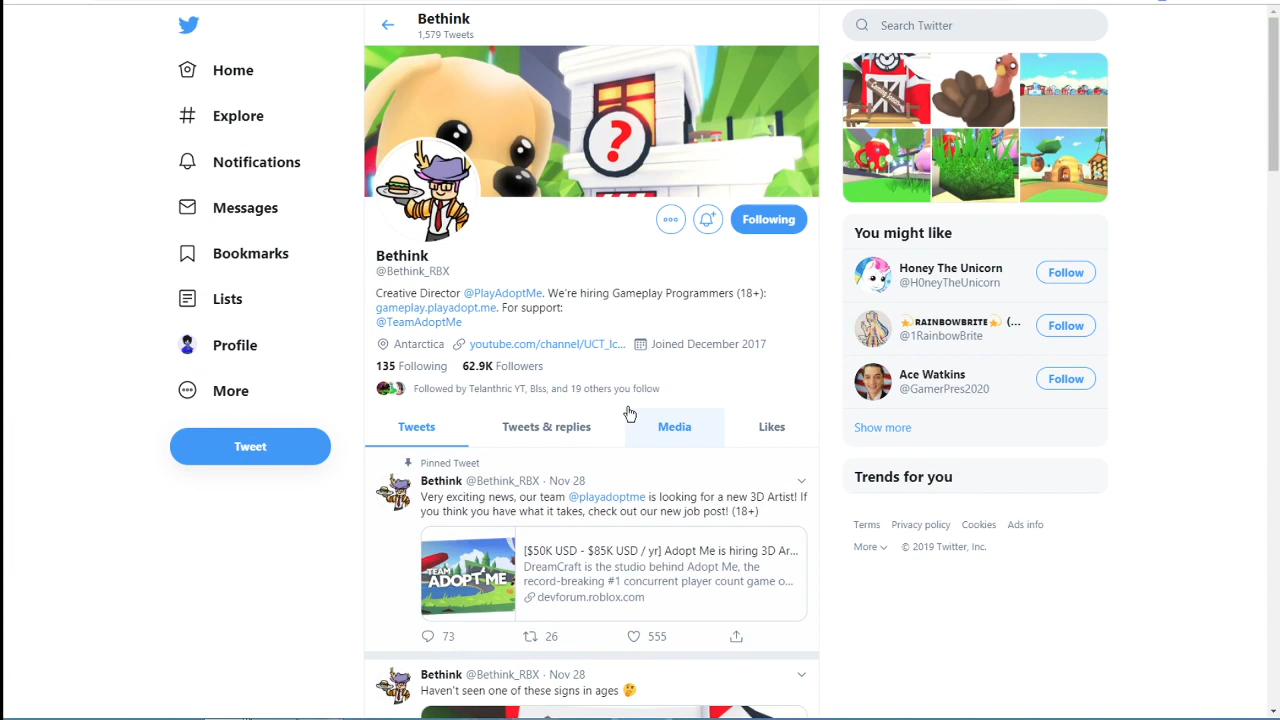 Bethink
1,579 Tweets
Search Twitter
Home
Explore
Notifications
Messages
Bookmarks
Lists
Profile
More
Tweet
?
Following
Bethink
@Bethink_RBX
Creative Director @PlayAdoptMe. We're hiring Gameplay Programmers (18+):
gameplay.playadopt.me. For support:
@TeamAdoptMe
Antarctica youtube.com/channel/UCT_Ic... Joined December 2017
135 Following 62.9K Followers
Followed by Telanthric YT, Blss, and 19 others you follow
Tweets Tweets & replies Media Likes
Pinned Tweet
Bethink @Bethink_RBX · Nov 28
Very exciting news, our team @playadoptme is looking for a new 3D Artist! If
you think you have what it takes, check out our new job post! (18+)
TEAM
ADOPT ME
[$50K USD - $85K USD / yr] Adopt Me is hiring 3D Ar...
DreamCraft is the studio behind Adopt Me, the
record-breaking #1 concurrent player count game o...
devforum.roblox.com
73 26 555
Bethink @Bethink_RBX · Nov 28
Haven't seen one of these signs in ages 🤔
You might like
Honey The Unicorn
@H0neyTheUnicorn
Follow
⭐ʀᴀɪɴʙᴏᴡʙʀɪᴛᴇ⭐ (...
@1RainbowBrite
Follow
Ace Watkins
@GamerPres2020
Follow
Show more
Trends for you
Terms Privacy policy Cookies Ads info
More © 2019 Twitter, Inc.